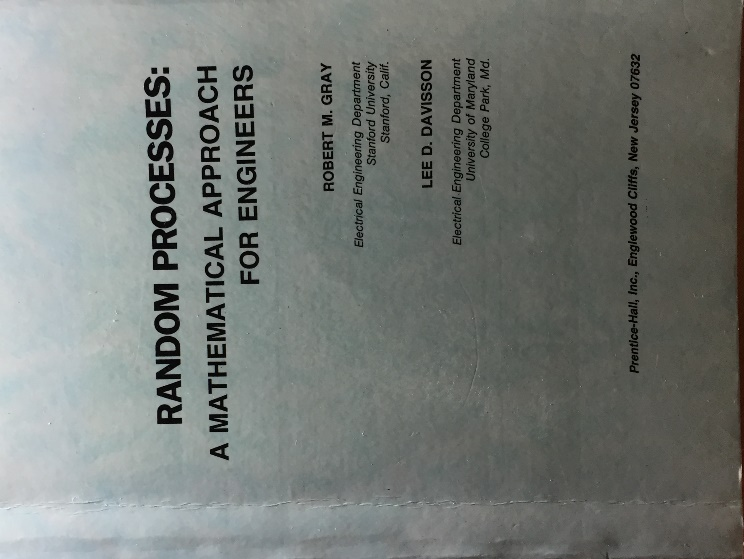 RANDOM PROCESSES:
A MATHEMATICAL APPROACH
FOR ENGINEERS
ROBERT M. GRAY
Electrical Engineering Department
Stanford University
Stanford, Calif.
LEE D. DAVISSON
Electrical Engineering Department
University of Maryland
College Park, Md.
Prentice-Hall, Inc., Englewood Cliffs, New Jersey 07632